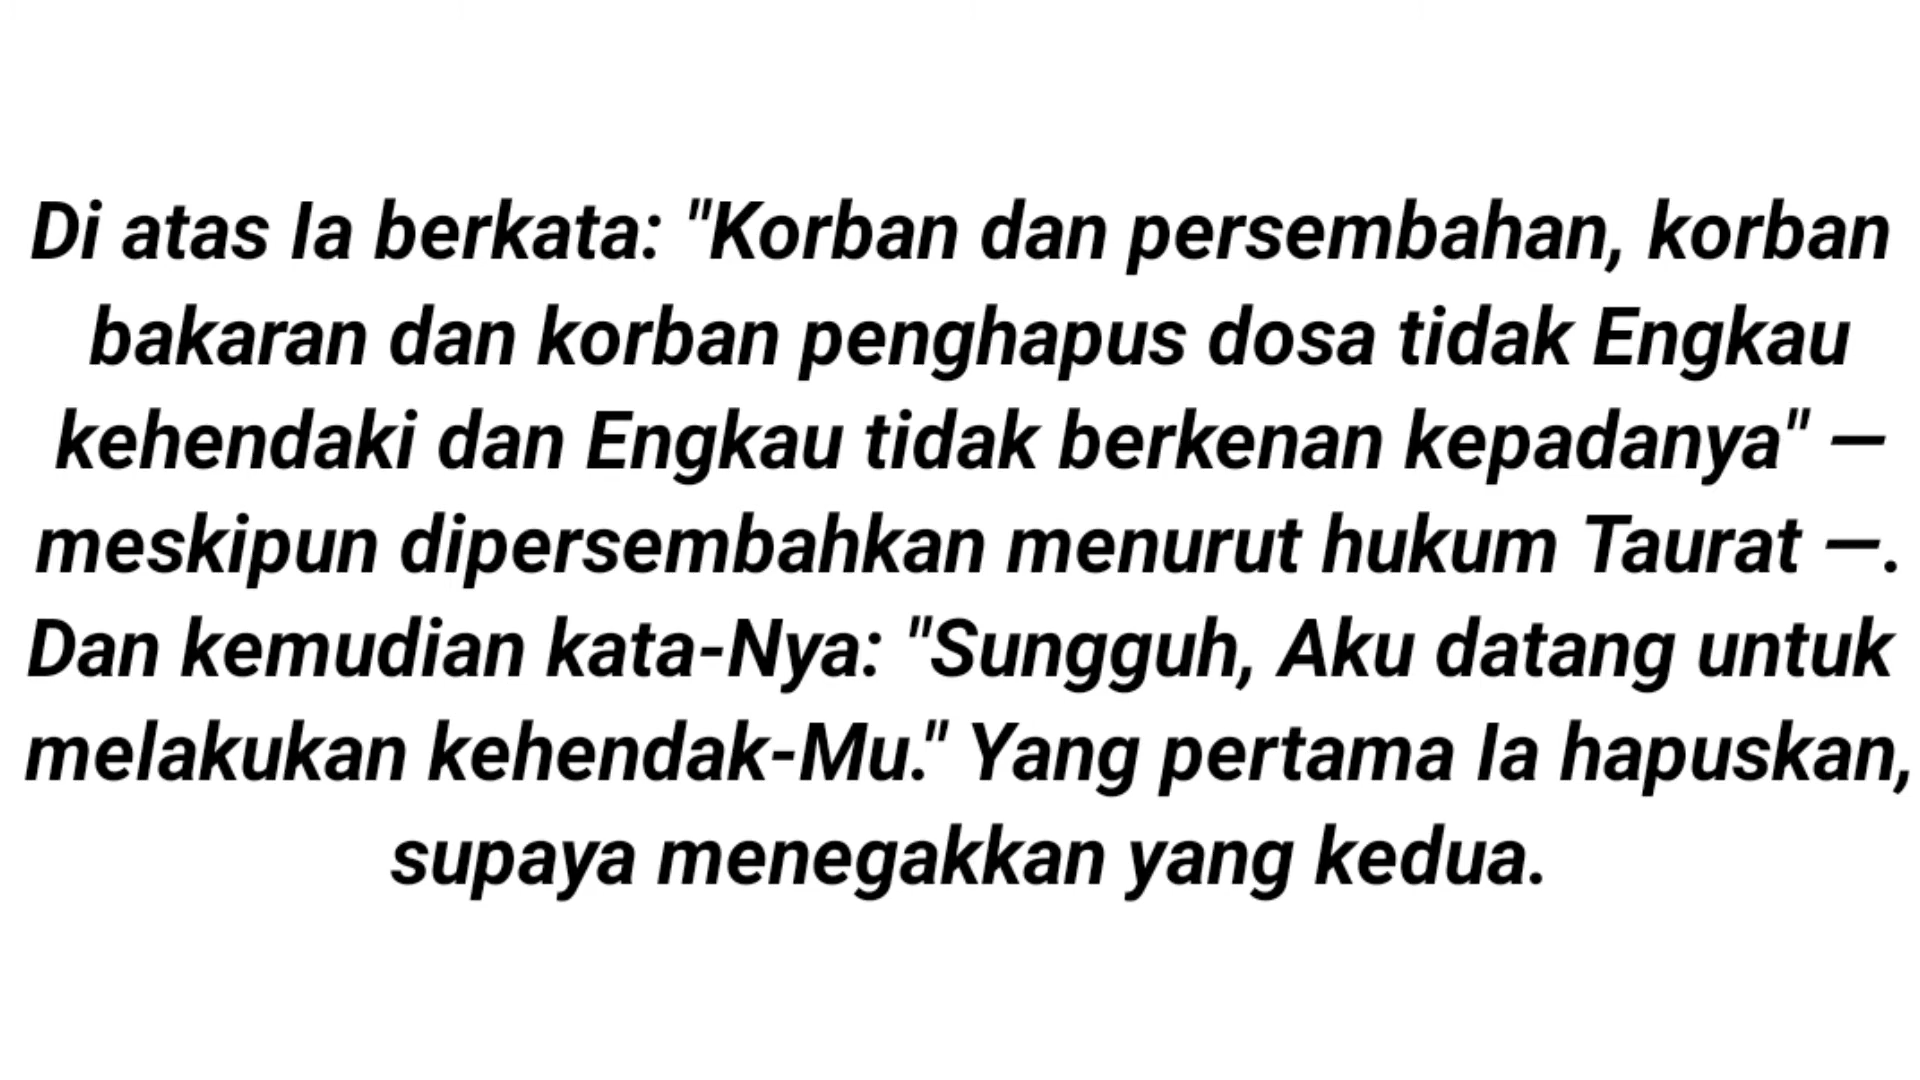 Di atas Ia berkata: "Korban dan persembahan, korban
bakaran dan korban penghapus dosa tidak Engkau
kehendaki dan Engkau tidak berkenan kepadanya" —
meskipun dipersembahkan menurut hukum Taurat —.
Dan kemudian kata-Nya: "Sungguh, Aku datang untuk
melakukan kehendak-Mu." Yang pertama Ia hapuskan,
supaya menegakkan yang kedua.